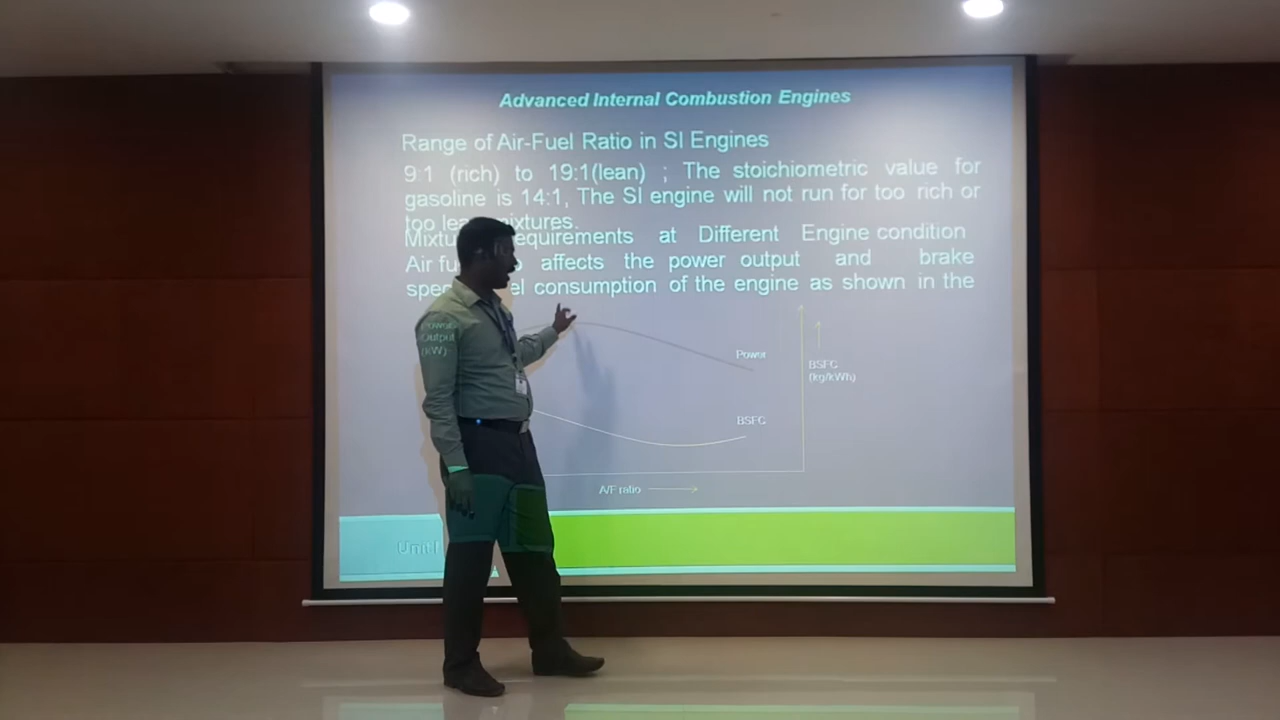 Advanced Internal Combustion Engines
Range of Air-Fuel Ratio in SI Engines
9:1 (rich) to 19:1(lean) ; The stoichiometric value for
gasoline is 14:1, The SI engine will not run for too rich or
too lean mixtures.
Mixtu equirements at Different Engine condition
Air fu affects the power output and brake
spec el consumption of the engine as shown in the
Power
Output
(kW)
Power
BSFC
(kg/kWh)
BSFC
A/F ratio
Unit I